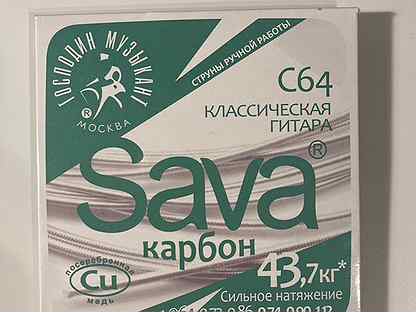 ГОСПОДИН МУЗЫКАНТ
®
МОСКВА
СТРУНЫ РУЧНОЙ РАБОТЫ
C64
КЛАССИЧЕСКАЯ
ГИТАРА
Sava®
карбон
посеребренная
Cu
медь
43,7кг*
Сильное натяжение